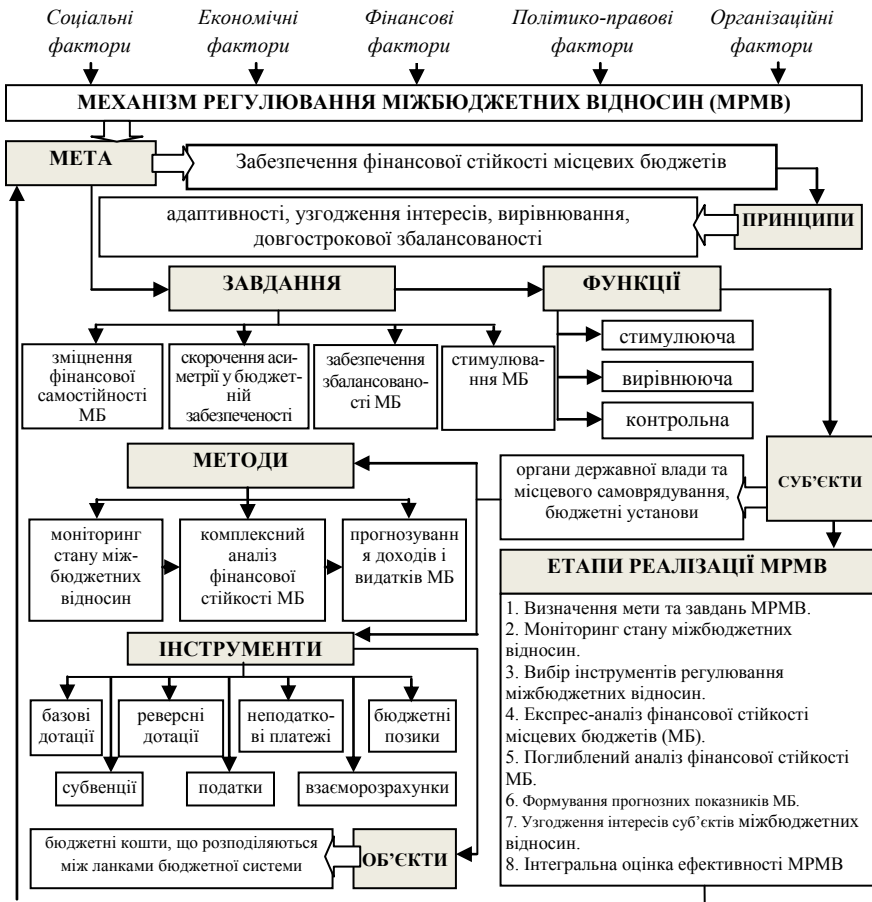 Соціальні фактори
Економічні фактори
Фінансові фактори
Політико-правові фактори
Організаційні фактори
МЕХАНІЗМ РЕГУЛЮВАННЯ МІЖБЮДЖЕТНИХ ВІДНОСИН (МРМВ)
МЕТА
Забезпечення фінансової стійкості місцевих бюджетів
адаптивності, узгодження інтересів, вирівнювання,
довгострокової збалансованості
ПРИНЦИПИ
ЗАВДАННЯ
ФУНКЦІЇ
зміцнення
фінансової
самостійності
МБ
скорочення аси-
метрії у бюджет-
ній
забезпеченості
забезпечення
збалансовано-
сті МБ
стимулюва-
ння МБ
стимулююча
вирівнююча
контрольна
МЕТОДИ
органи державної влади та
місцевого самоврядування,
бюджетні установи
СУБ’ЄКТИ
моніторинг
стану між-
бюджетних
відносин
комплексний
аналіз
фінансової
стійкості МБ
прогнозуванн
я доходів і
видатків МБ
ЕТАПИ РЕАЛІЗАЦІЇ МРМВ
1. Визначення мети та завдань МРМВ.
2. Моніторинг стану міжбюджетних
відносин.
3. Вибір інструментів регулювання
міжбюджетних відносин.
4. Експрес-аналіз фінансової стійкості
місцевих бюджетів (МБ).
5. Поглиблений аналіз фінансової стійкості
МБ.
6. Формування прогнозних показників МБ.
7. Узгодження інтересів суб’єктів міжбюджетних
відносин.
8. Інтегральна оцінка ефективності МРМВ
ІНСТРУМЕНТИ
базові
дотації
реверсні
дотації
неподатко-
ві платежі
бюджетні
позики
субвенції
податки
взаєморозрахунки
бюджетні кошти, що розподіляються
між ланками бюджетної системи
ОБ’ЄКТИ